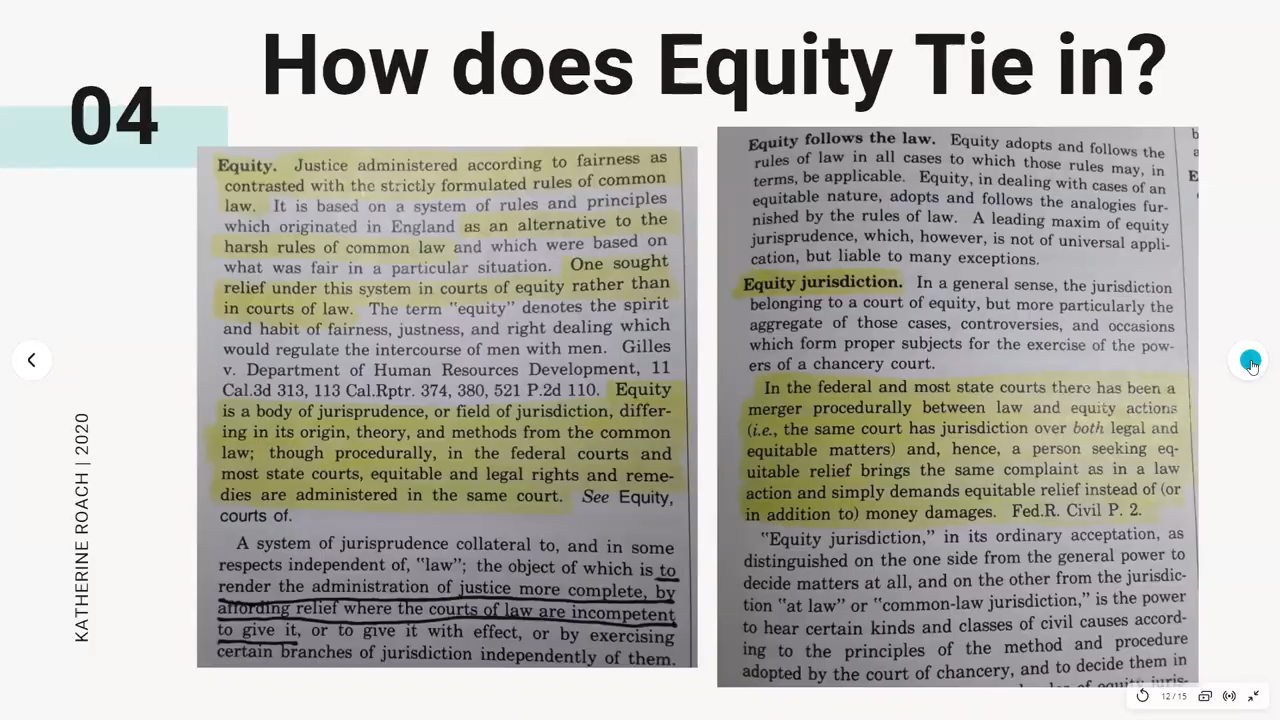 How does Equity Tie in?
04
Equity. Justice administered according to fairness as
contrasted with the strictly formulated rules of common
law. It is based on a system of rules and principles
which originated in England as an alternative to the
harsh rules of common law and which were based on
what was fair in a particular situation. One sought
relief under this system in courts of equity rather than
in courts of law. The term "equity" denotes the spirit
and habit of fairness, justness, and right dealing which
would regulate the intercourse of men with men. Gilles
v. Department of Human Resources Development, 11
Cal.3d 313, 113 Cal.Rptr. 374, 380, 521 P.2d 110. Equity
is a body of jurisprudence, or field of jurisdiction, differ-
ing in its origin, theory, and methods from the common
law; though procedurally, in the federal courts and
most state courts, equitable and legal rights and reme-
dies are administered in the same court. See Equity,
courts of.
A system of jurisprudence collateral to, and in some
respects independent of, "law"; the object of which is to
render the administration of justice more complete, by
affording relief where the courts of law are incompetent
to give it, or to give it with effect, or by exercising
certain branches of jurisdiction independently of them.
Equity follows the law. Equity adopts and follows the
rules of law in all cases to which those rules may, in
terms, be applicable. Equity, in dealing with cases of an
equitable nature, adopts and follows the analogies fur-
nished by the rules of law. A leading maxim of equity
jurisprudence, which, however, is not of universal appli-
cation, but liable to many exceptions.
Equity jurisdiction. In a general sense, the jurisdiction
belonging to a court of equity, but more particularly the
aggregate of those cases, controversies, and occasions
which form proper subjects for the exercise of the pow-
ers of a chancery court.
In the federal and most state courts there has been a
merger procedurally between law and equity actions
(i.e., the same court has jurisdiction over both legal and
equitable matters) and, hence, a person seeking eq-
uitable relief brings the same complaint as in a law
action and simply demands equitable relief instead of (or
in addition to) money damages. Fed.R. Civil P. 2.
"Equity jurisdiction," in its ordinary acceptation, as
distinguished on the one side from the general power to
decide matters at all, and on the other from the jurisdic-
tion "at law" or "common-law jurisdiction," is the power
to hear certain kinds and classes of civil causes accord-
ing to the principles of the method and procedure
adopted by the court of chancery, and to decide them in
of equity juris-
KATHERINE ROACH | 2020
12/15